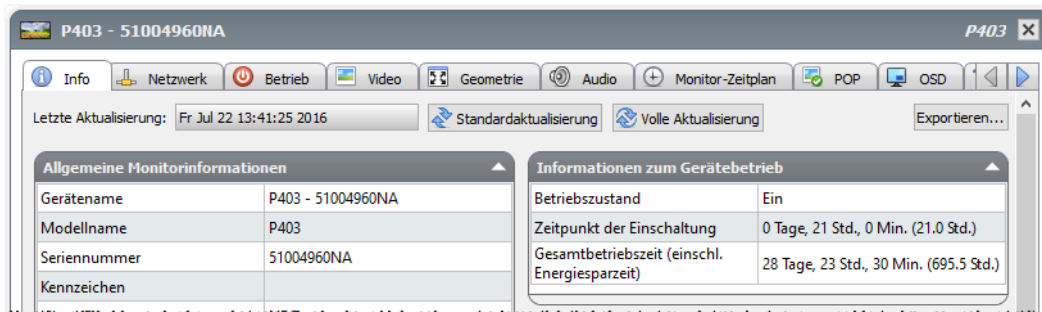 P403 - 51004960NA P403
Info Netzwerk Betrieb Video Geometrie Audio Monitor-Zeitplan POP OSD
Letzte Aktualisierung: Fr Jul 22 13:41:25 2016 Standardaktualisierung Volle Aktualisierung Exportieren...
Allgemeine Monitorinformationen
Gerätename P403 - 51004960NA
Modellname P403
Seriennummer 51004960NA
Kennzeichen
Informationen zum Gerätebetrieb
Betriebszustand Ein
Zeitpunkt der Einschaltung 0 Tage, 21 Std., 0 Min. (21.0 Std.)
Gesamtbetriebszeit (einschl.
Energiesparzeit) 28 Tage, 23 Std., 30 Min. (695.5 Std.)